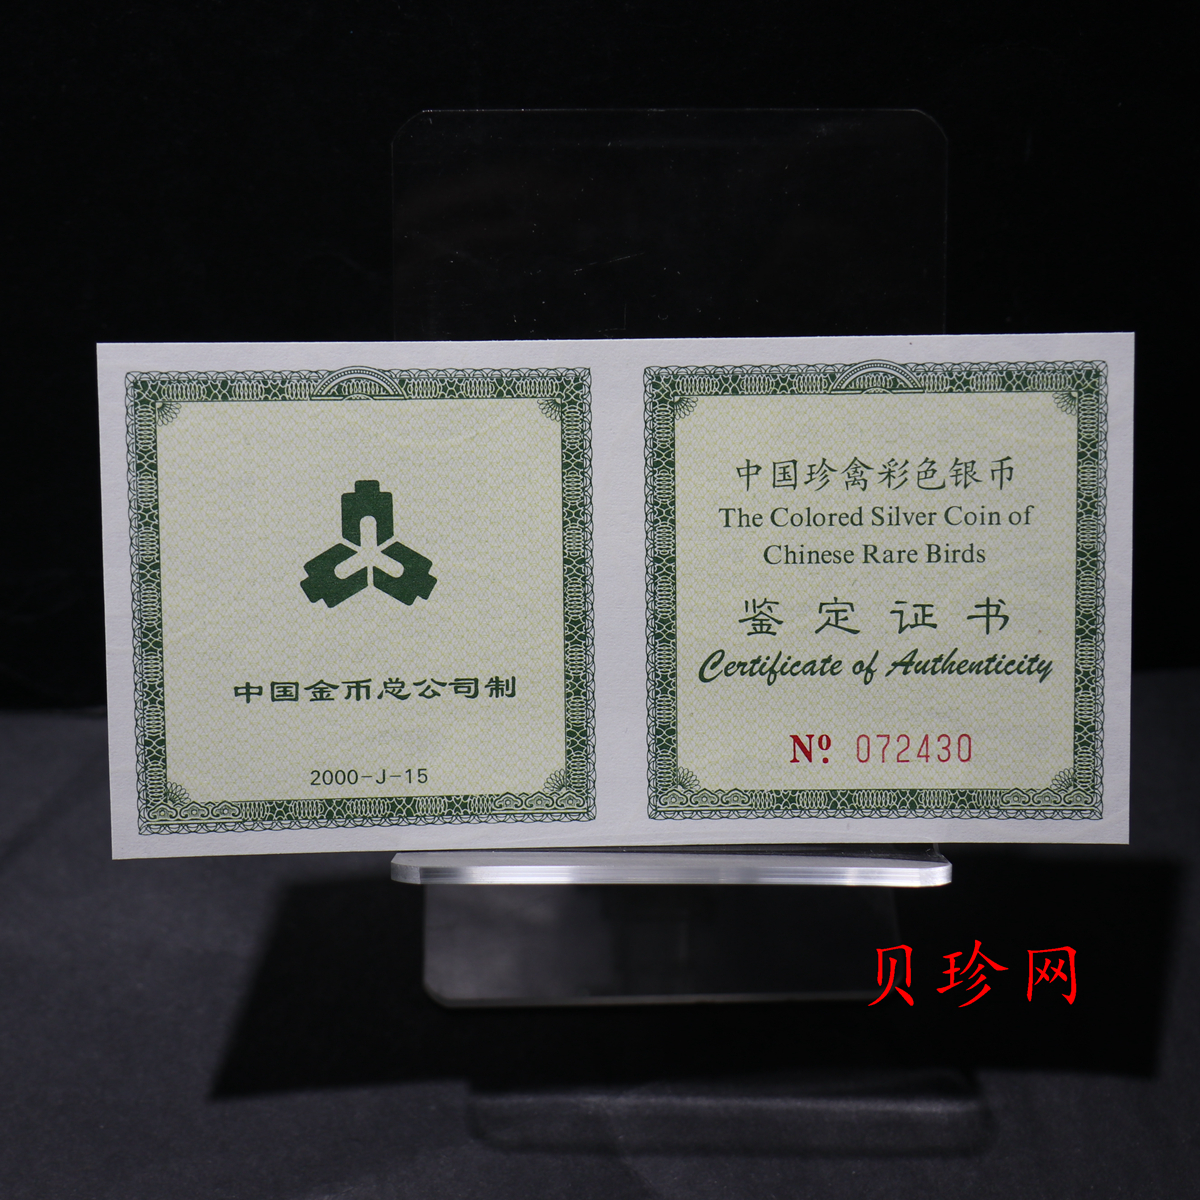 中国金币总公司制
2000-J-15
中国珍禽彩色银币
The Colored Silver Coin of
Chinese Rare Birds
鉴定证书
Certificate of Authenticity
Nº 072430
贝珍网